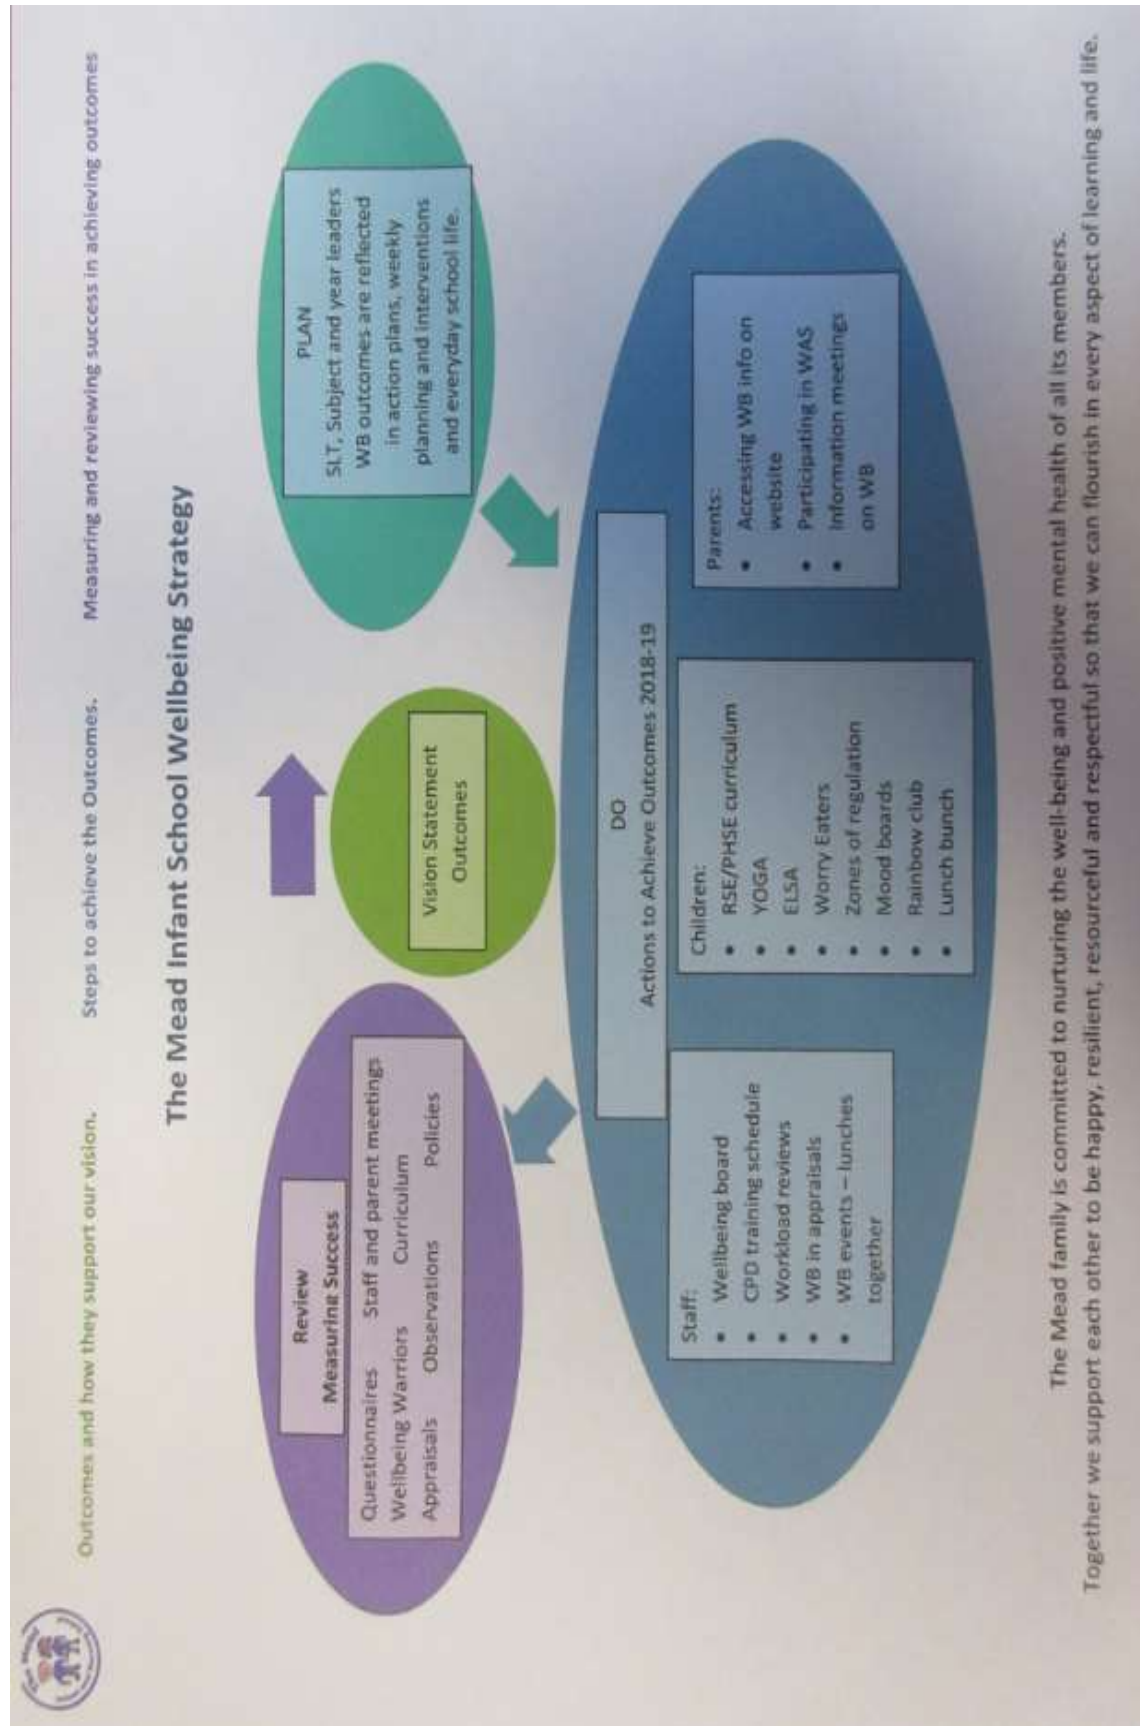 Outcomes and how they support our vision. Steps to achieve the Outcomes. Measuring and reviewing success in achieving outcomes
The Mead Infant School Wellbeing Strategy
Review
Measuring Success
Questionnaires Staff and parent meetings
Wellbeing Warriors Curriculum
Appraisals Observations Policies
Vision Statement
Outcomes
PLAN
SLT, Subject and year leaders
WB outcomes are reflected
in action plans, weekly
planning and interventions
and everyday school life.
DO
Actions to Achieve Outcomes 2018-19
Staff:
• Wellbeing board
• CPD training schedule
• Workload reviews
• WB in appraisals
• WB events – lunches
together
Children:
• RSE/PHSE curriculum
• YOGA
• ELSA
• Worry Eaters
• Zones of regulation
• Mood boards
• Rainbow club
• Lunch bunch
Parents:
• Accessing WB info on
website
• Participating in WAS
• Information meetings
on WB
The Mead family is committed to nurturing the well-being and positive mental health of all its members.
Together we support each other to be happy, resilient, resourceful and respectful so that we can flourish in every aspect of learning and life.